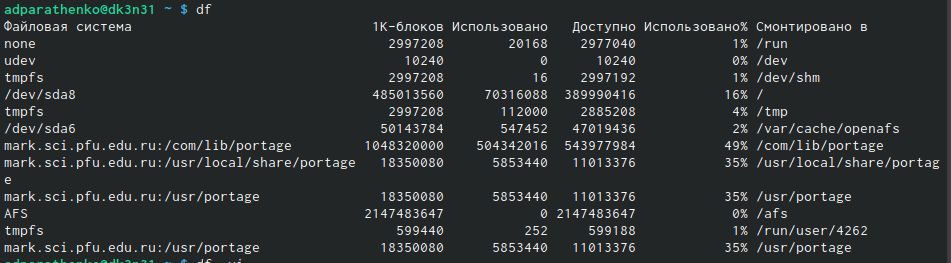 adparathenko@dk3n31 ~ $ df
Файловая система 1K-блоков Использовано Доступно Использовано% Смонтировано в
none 2997208 20168 2977040 1% /run
udev 10240 0 10240 0% /dev
tmpfs 2997208 16 2997192 1% /dev/shm
/dev/sda8 485013560 70316088 389990416 16% /
tmpfs 2997208 112000 2885208 4% /tmp
/dev/sda6 50143784 547452 47019436 2% /var/cache/openafs
mark.sci.pfu.edu.ru:/com/lib/portage 1048320000 504342016 543977984 49% /com/lib/portage
mark.sci.pfu.edu.ru:/usr/local/share/portage 18350080 5853440 11013376 35% /usr/local/share/portag
e
mark.sci.pfu.edu.ru:/usr/portage 18350080 5853440 11013376 35% /usr/portage
AFS 2147483647 0 2147483647 0% /afs
tmpfs 599440 252 599188 1% /run/user/4262
mark.sci.pfu.edu.ru:/usr/portage 18350080 5853440 11013376 35% /usr/portage
adparathenko@dk3n31 ~ $ df